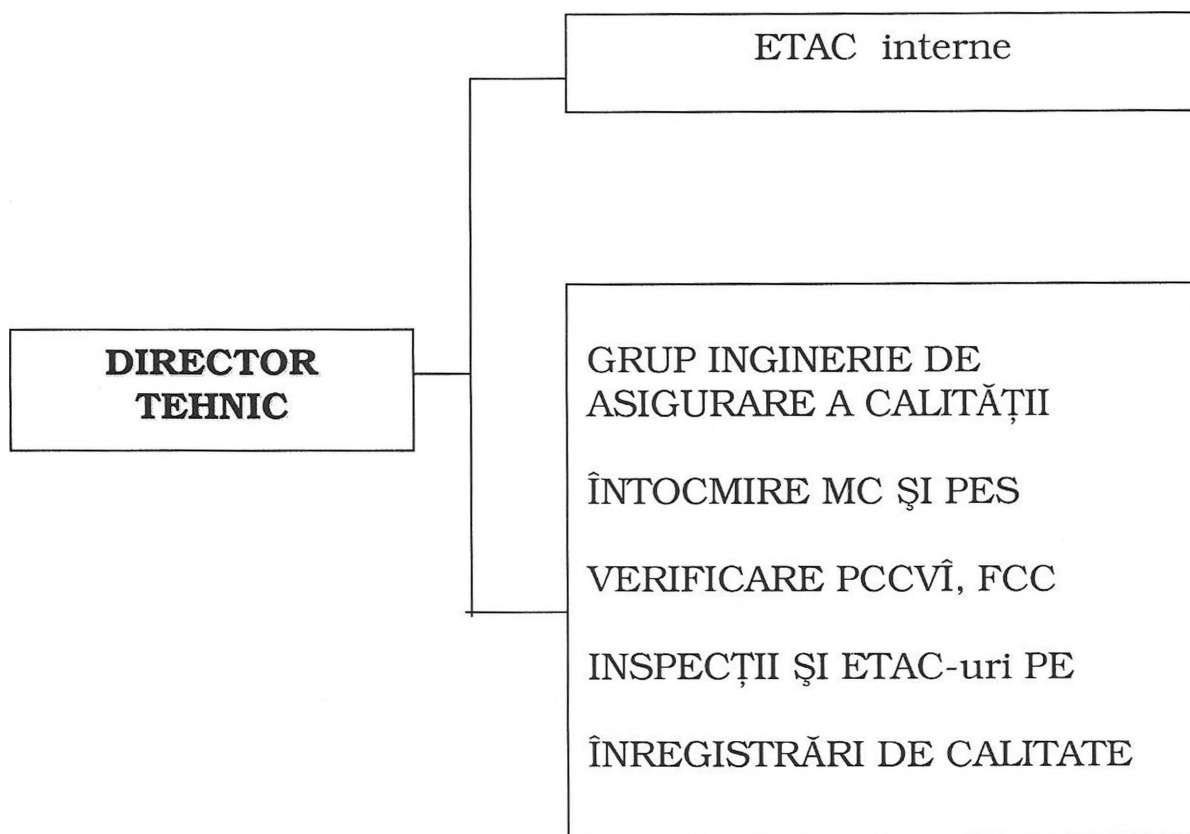 ETAC interne
DIRECTOR
TEHNIC
GRUP INGINERIE DE
ASIGURARE A CALITĂȚII
ÎNTOCMIRE MC ŞI PES
VERIFICARE PCCVÎ, FCC
INSPECȚII ŞI ETAC-uri PE
ÎNREGISTRĂRI DE CALITATE